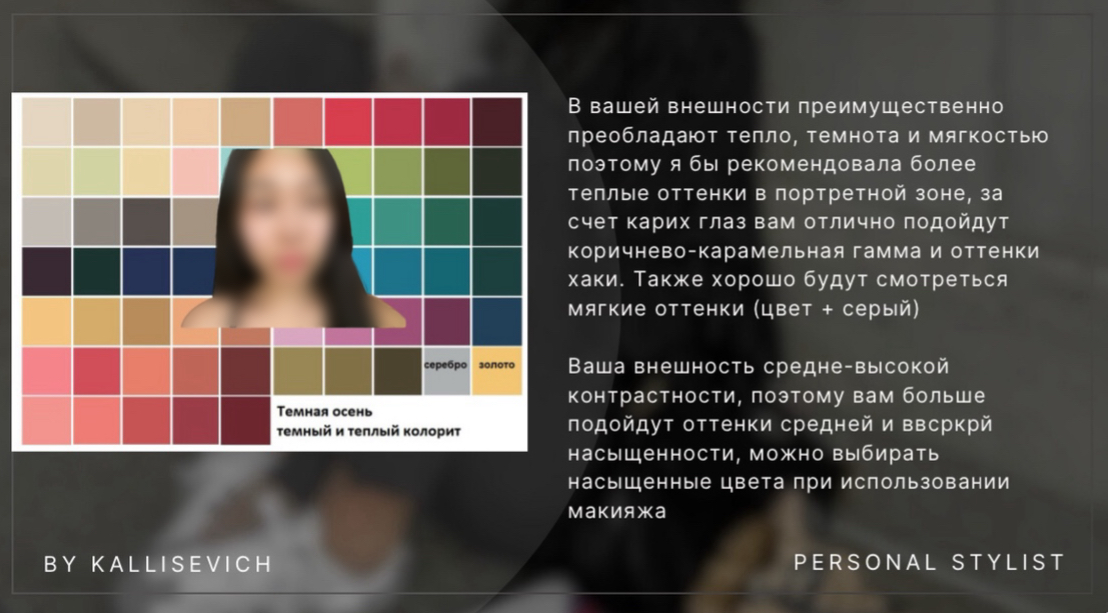 серебро
золото
Темная осень
темный и теплый колорит
В вашей внешности преимущественно
преобладают тепло, темнота и мягкостью
поэтому я бы рекомендовала более
теплые оттенки в портретной зоне, за
счет карих глаз вам отлично подойдут
коричнево-карамельная гамма и оттенки
хаки. Также хорошо будут смотреться
мягкие оттенки (цвет + серый)
Ваша внешность средне-высокой
контрастности, поэтому вам больше
подойдут оттенки средней и ввсркрй
насыщенности, можно выбирать
насыщенные цвета при использовании
макияжа
BY KALLISEVICH
PERSONAL STYLIST